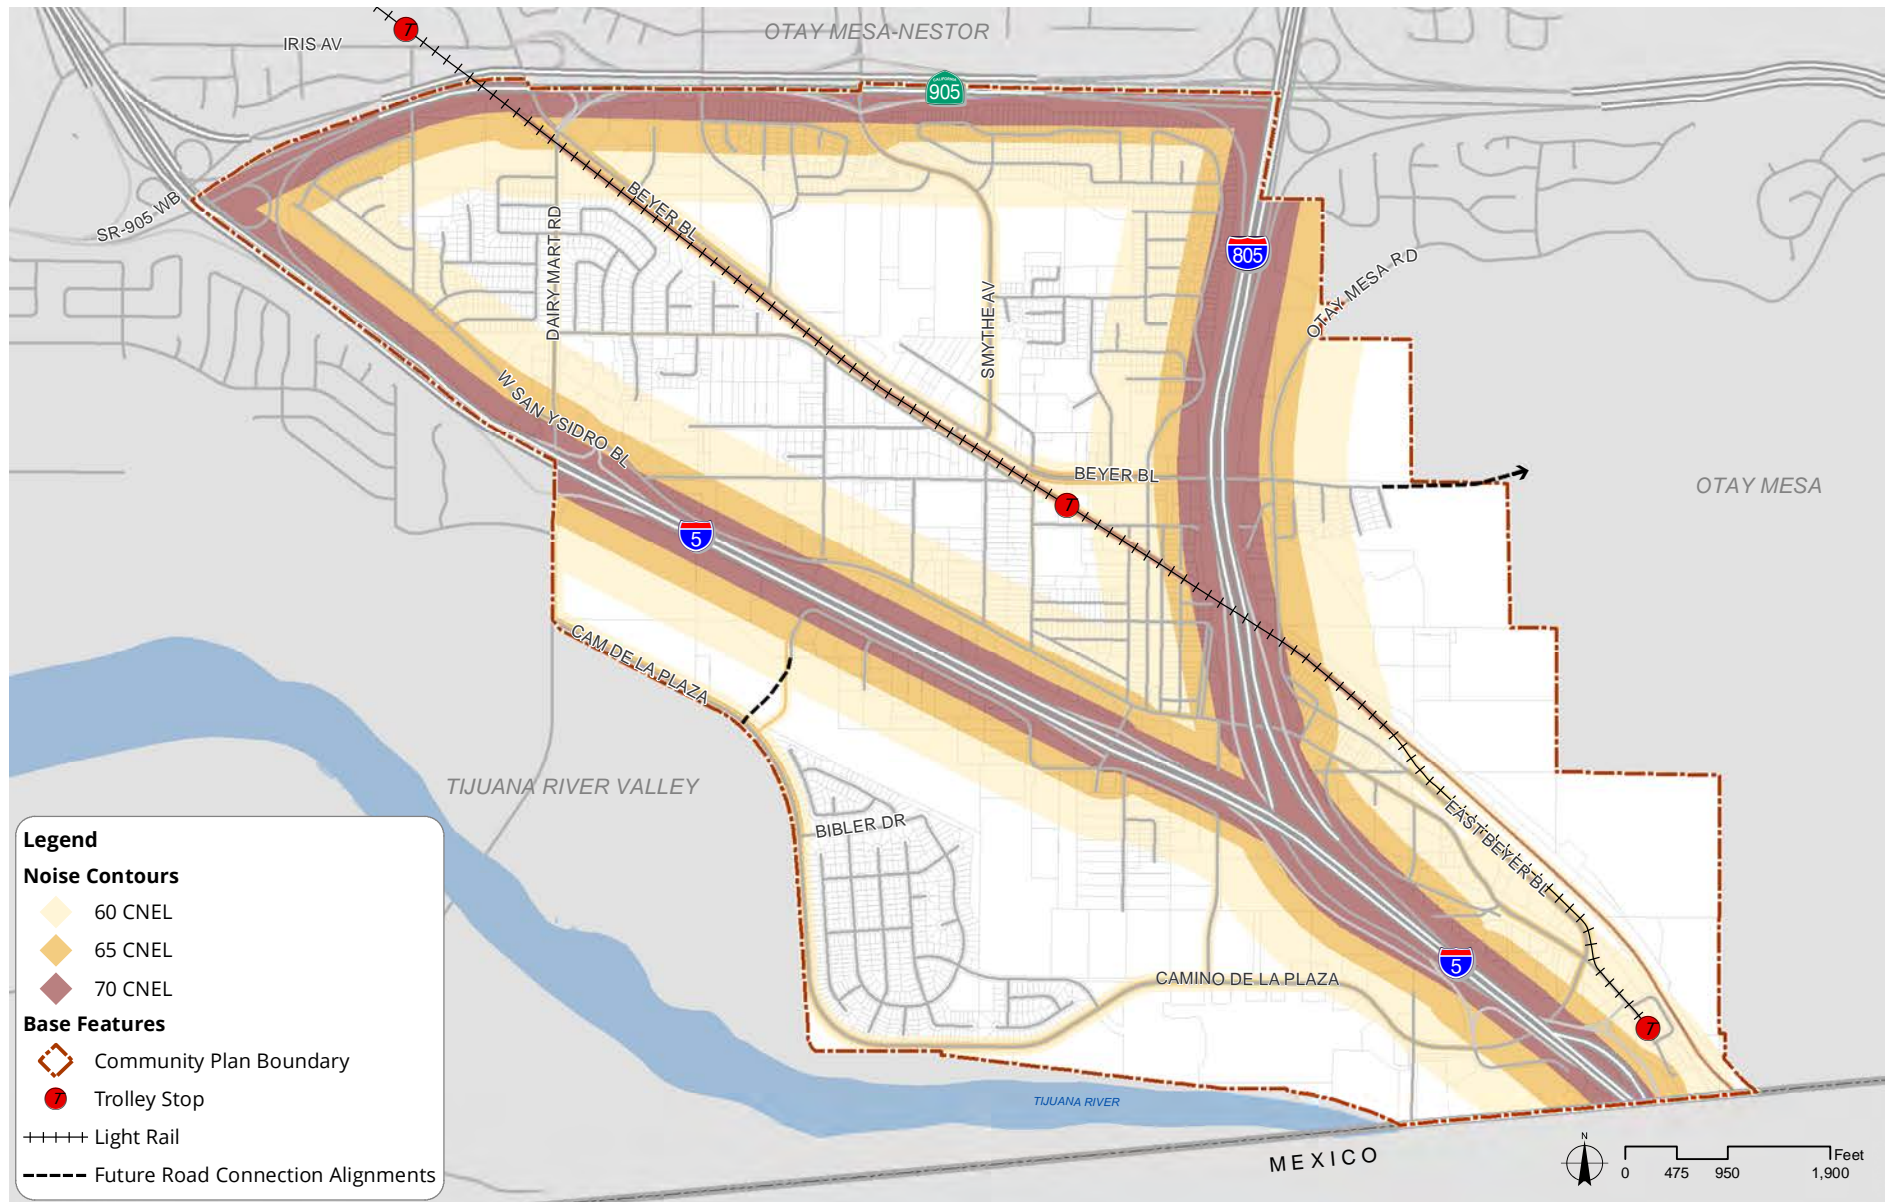 OTAY MESA-NESTOR
IRIS AV
CALIFORNIA
905
SR-905 WB
BEYER BL
DAIRY MART RD
805
OTAY MESA RD
SMYTHE AV
W SAN YSIDRO BL
BEYER BL
OTAY MESA
5
CAM DE LA PLAZA
TIJUANA RIVER VALLEY
BIBLER DR
EAST BEYER BL
CAMINO DE LA PLAZA
5
TIJUANA RIVER
MEXICO
Legend
Noise Contours
60 CNEL
65 CNEL
70 CNEL
Base Features
Community Plan Boundary
T Trolley Stop
Light Rail
Future Road Connection Alignments
N
Feet
0 475 950 1,900
T
T
T